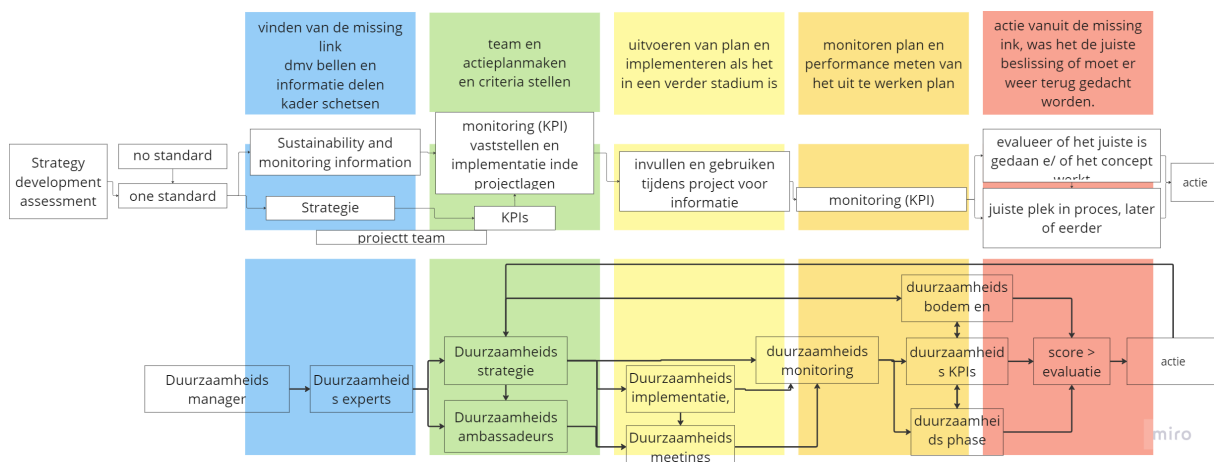 vinden van de missing
link
dmv bellen en
informatie delen
kader schetsen
team en
actieplanmaken
en criteria stellen
uitvoeren van plan en
implementeren als het
in een verder stadium is
monitoren plan en
performance meten van
het uit te werken plan
actie vanuit de missing
ink, was het de juiste
beslissing of moet er
weer terug gedacht
worden.
Strategy
development
assessment
no standard
one standard
Sustainability and
monitoring information
Strategie
projectt team
monitoring (KPI)
vaststellen en
implementatie inde
projectlagen
KPIs
invullen en gebruiken
tijdens project voor
informatie
monitoring (KPI)
evalueer of het juiste is
gedaan e/ of het concept
werkt
juiste plek in proces, later
of eerder
actie
Duurzaamheids
manager
Duurzaamheid
s experts
Duurzaamheids
strategie
Duurzaamheids
ambassadeurs
Duurzaamheids
implementatie,
Duurzaamheids
meetings
duurzaamheids
monitoring
duurzaamheids
bodem en
duurzaamheid
s KPIs
duurzaamhei
ds phase
score >
evaluatie
actie
miro